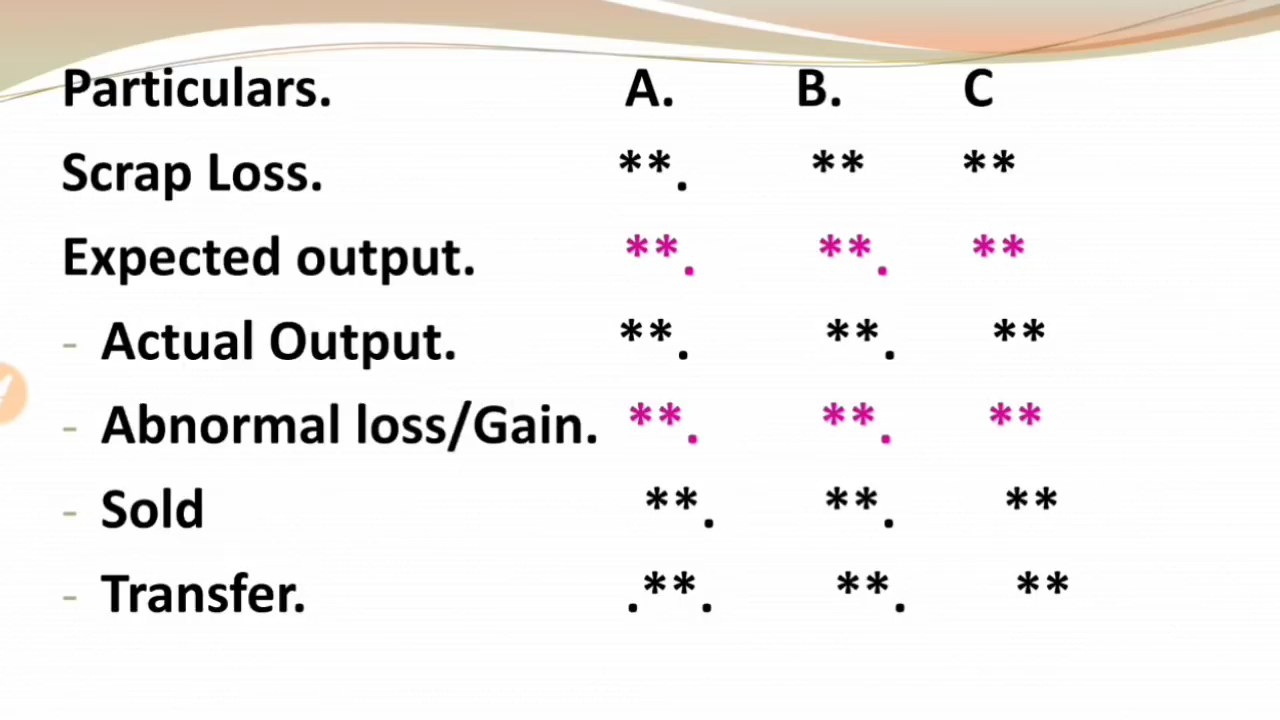 Particulars. A. B. C
Scrap Loss. **. ** **
Expected output. **. **. **
- Actual Output. **. **. **
- Abnormal loss/Gain. **. **. **
- Sold **. **. **
- Transfer. .**. **. **